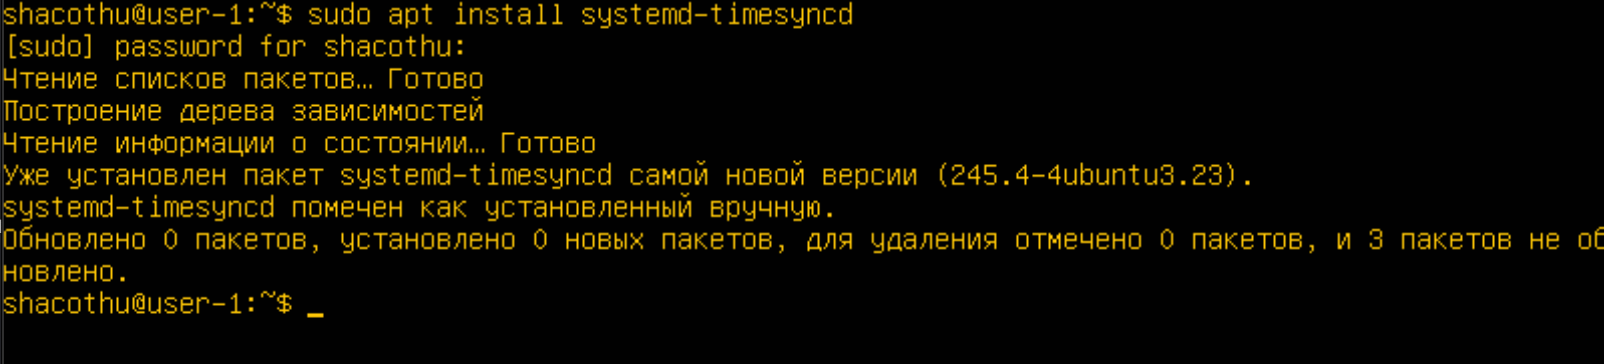 shacothu@user-1:~$ sudo apt install systemd-timesyncd
[sudo] password for shacothu:
Чтение списков пакетов… Готово
Построение дерева зависимостей
Чтение информации о состоянии… Готово
Уже установлен пакет systemd-timesyncd самой новой версии (245.4-4ubuntu3.23).
systemd-timesyncd помечен как установленный вручную.
Обновлено 0 пакетов, установлено 0 новых пакетов, для удаления отмечено 0 пакетов, и 3 пакетов не об
новлено.
shacothu@user-1:~$ _